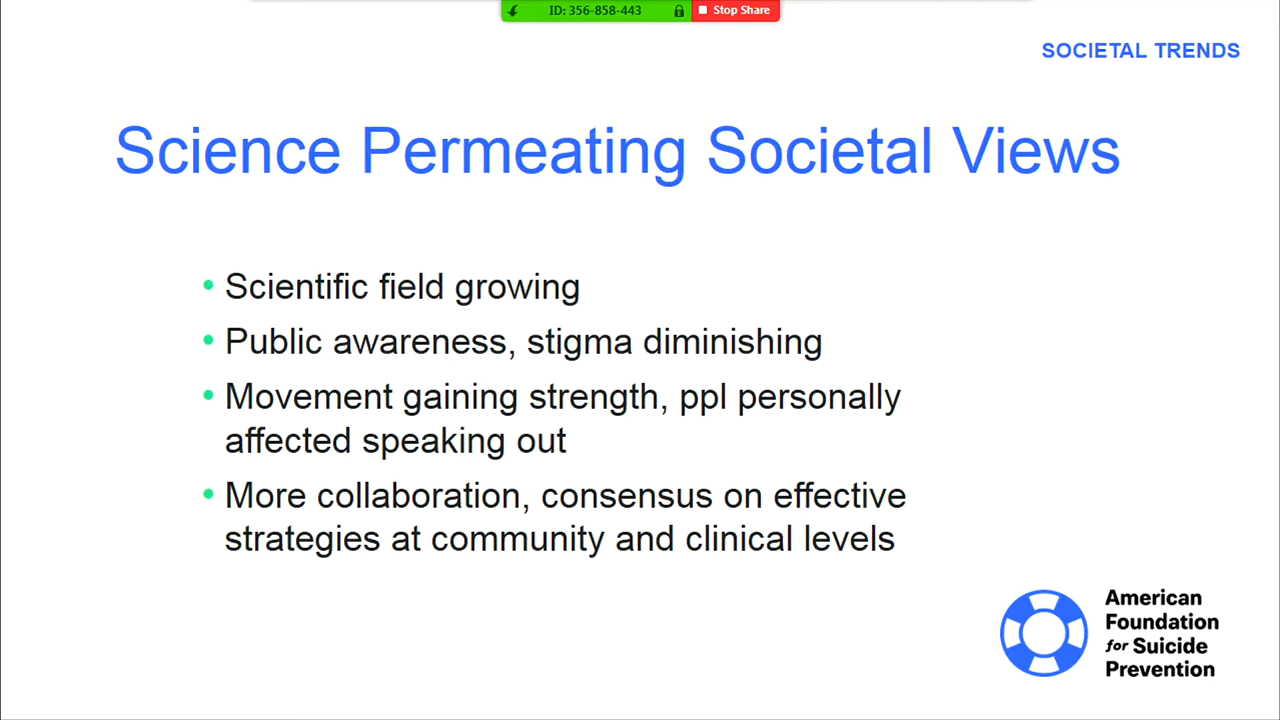 ID: 356-858-443
Stop Share
SOCIETAL TRENDS
Science Permeating Societal Views
• Scientific field growing
• Public awareness, stigma diminishing
• Movement gaining strength, ppl personally
affected speaking out
• More collaboration, consensus on effective
strategies at community and clinical levels
American
Foundation
for Suicide
Prevention